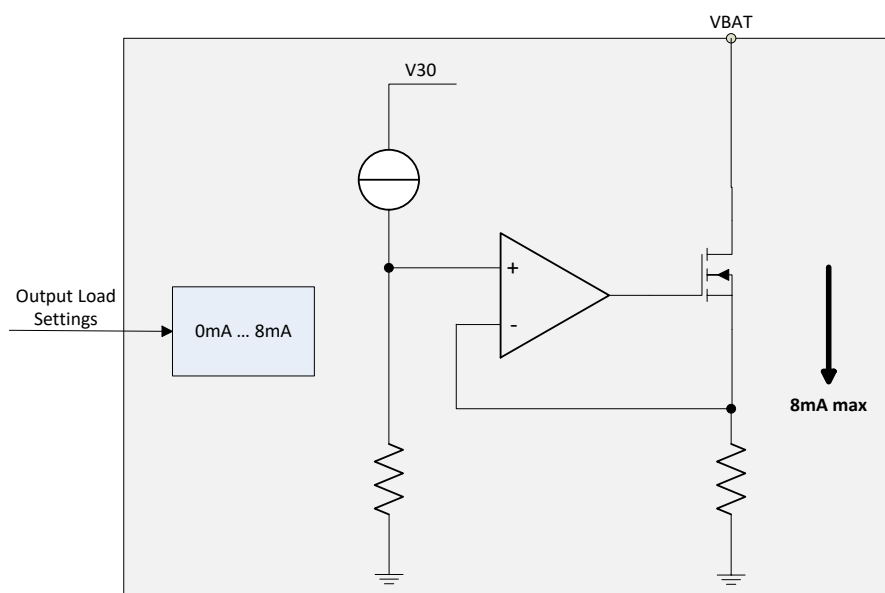 VBAT
V30
+
-
Output Load
Settings
0mA ... 8mA
8mA max